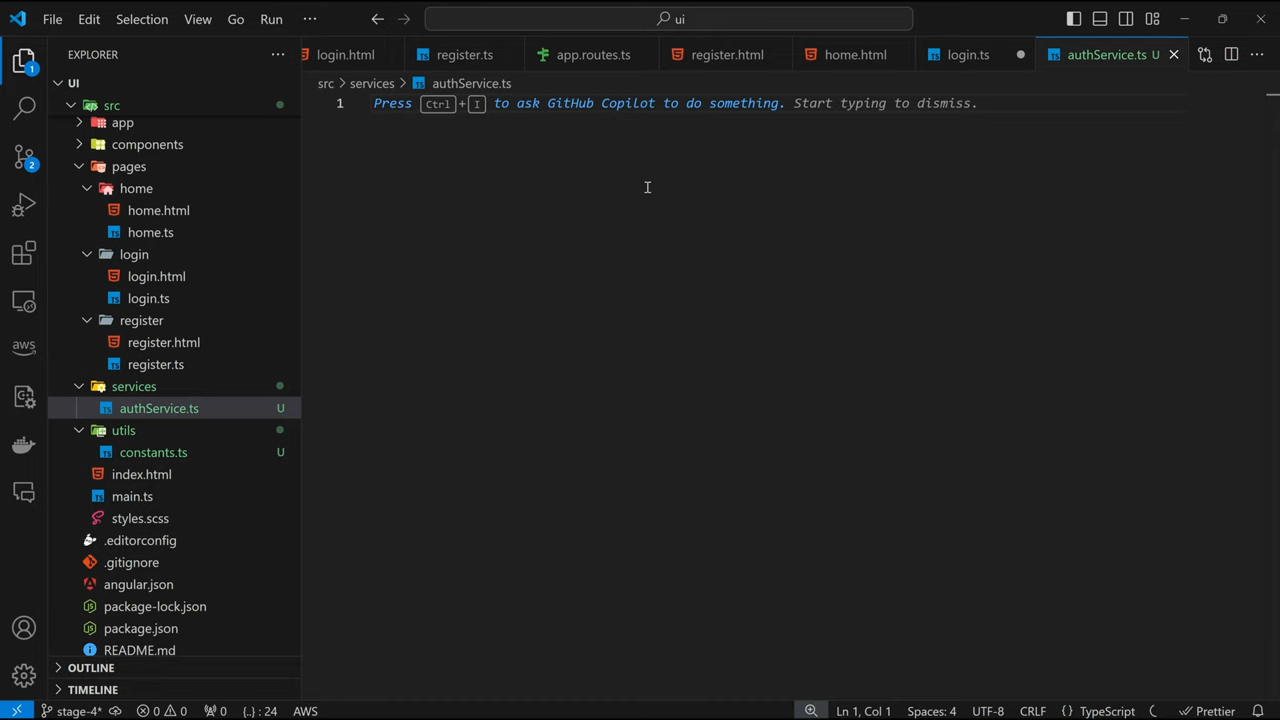 File Edit Selection View Go Run ··· ui
EXPLORER
login.html register.ts app.routes.ts register.html home.html login.ts authService.ts U
UI
src > services > authService.ts
src
1 Press Ctrl+I to ask GitHub Copilot to do something. Start typing to dismiss.
app
components
pages
home
home.html
home.ts
login
login.html
login.ts
register
register.html
register.ts
services
authService.ts U
utils
constants.ts U
index.html
main.ts
styles.scss
.editorconfig
.gitignore
angular.json
package-lock.json
package.json
README.md
OUTLINE
TIMELINE
1
2
aws
stage-4* 0 0 0 {..} : 24 AWS Ln 1, Col 1 Spaces: 4 UTF-8 CRLF {} TypeScript Prettier